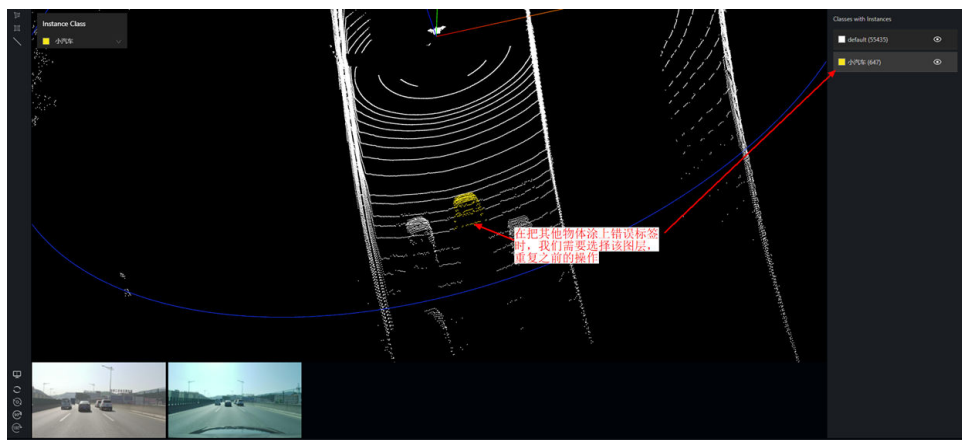 Instance Class
小汽车
Classes with Instances
default (55435)
小汽车 (647)
在把其他物体涂上错误标签
时，我们需要选择该图层，
重复之前的操作